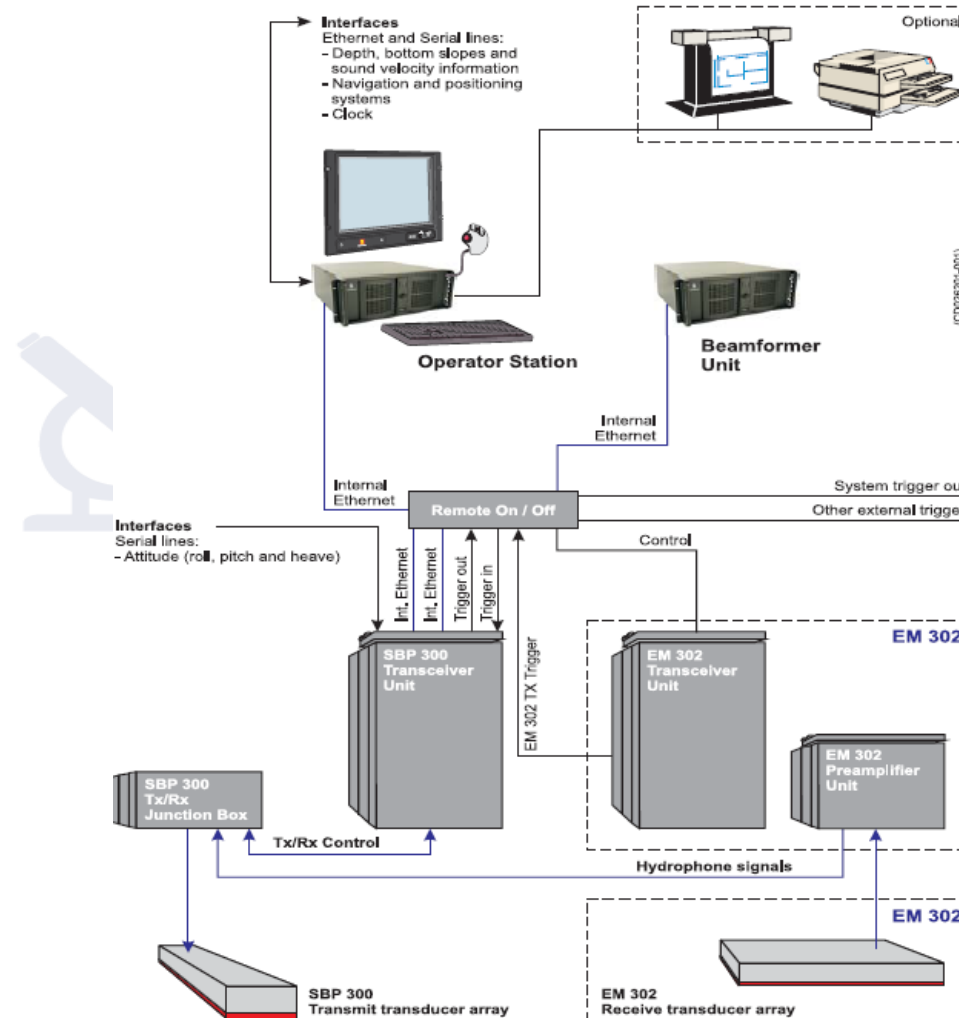 Interfaces
Ethernet and Serial lines:
- Depth, bottom slopes and
sound velocity information
- Navigation and positioning
systems
- Clock
Optional
Operator Station
Beamformer
Unit
Internal
Ethernet
Internal
Ethernet
Remote On / Off
System trigger ou
Other external trigge
Interfaces
Serial lines:
- Attitude (roll, pitch and heave)
Int. Ethernet
Int. Ethernet
Trigger out
Trigger in
EM 302 TX Trigger
Control
SBP 300
Transceiver
Unit
EM 302
Transceiver
Unit
EM 302
EM 302
Preamplifier
Unit
SBP 300
Tx/Rx
Junction Box
Tx/Rx Control
Hydrophone signals
EM 302
SBP 300
Transmit transducer array
EM 302
Receive transducer array